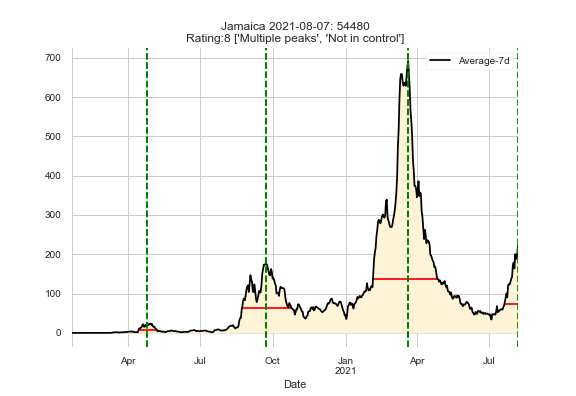 Jamaica 2021-08-07: 54480
Rating:8 ['Multiple peaks', 'Not in control']
Average-7d
700
600
500
400
300
200
100
0
Apr
Jul
Oct
Jan
2021
Apr
Jul
Date